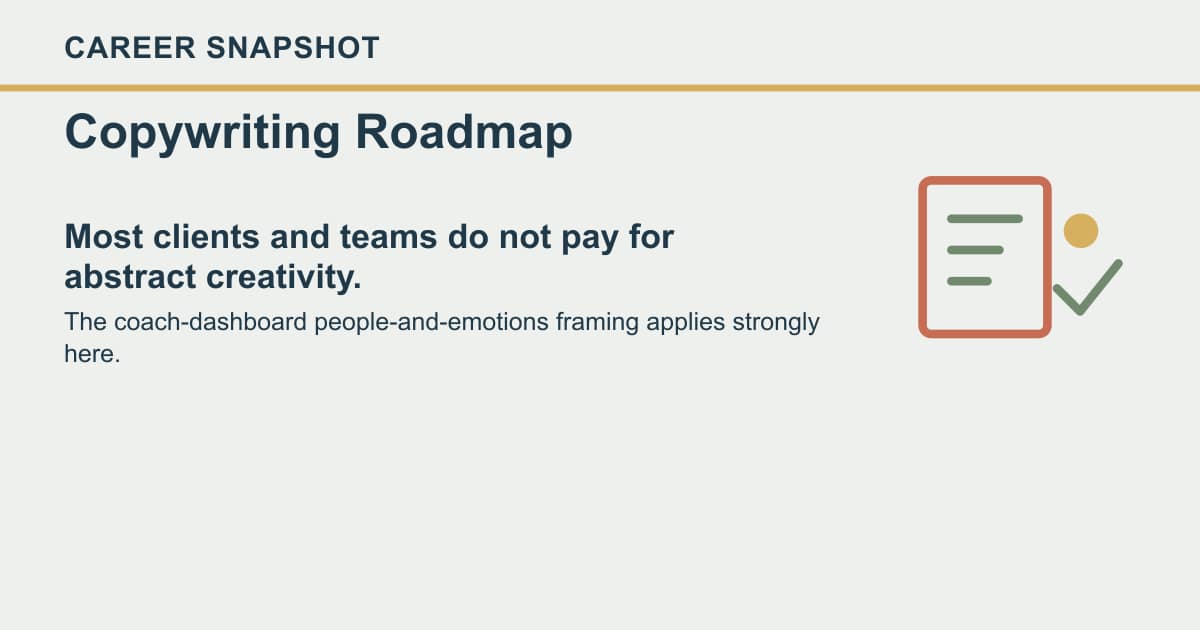 CAREER SNAPSHOT
Copywriting Roadmap
Most clients and teams do not pay for
abstract creativity.
The coach-dashboard people-and-emotions framing applies strongly
here.